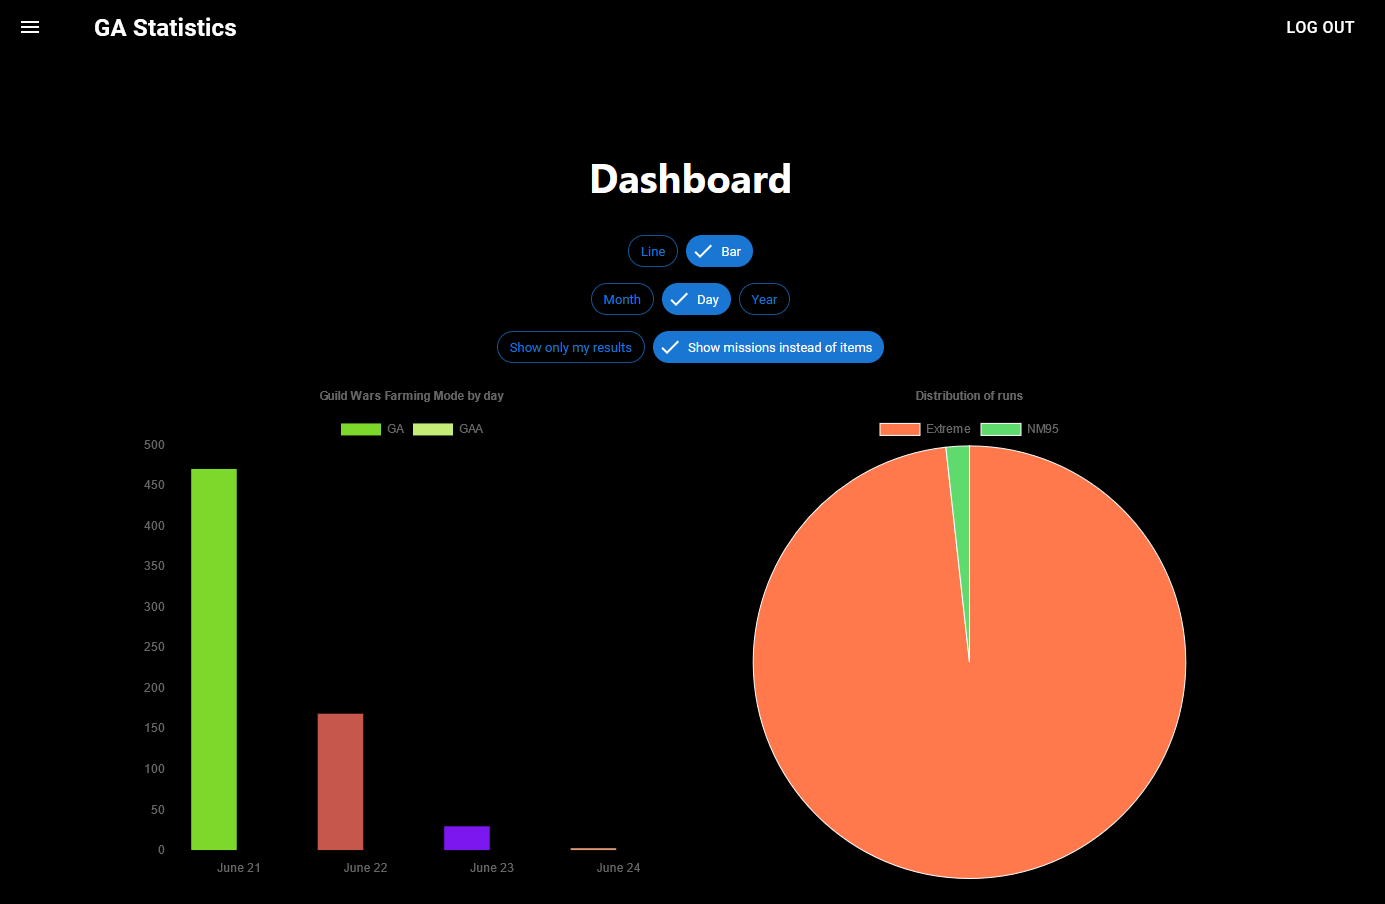 GA Statistics
LOG OUT
Dashboard
Line Bar
Month Day Year
Show only my results Show missions instead of items
Guild Wars Farming Mode by day
GA GAA
500
450
400
350
300
250
200
150
100
50
0
June 21 June 22 June 23 June 24
Distribution of runs
Extreme NM95